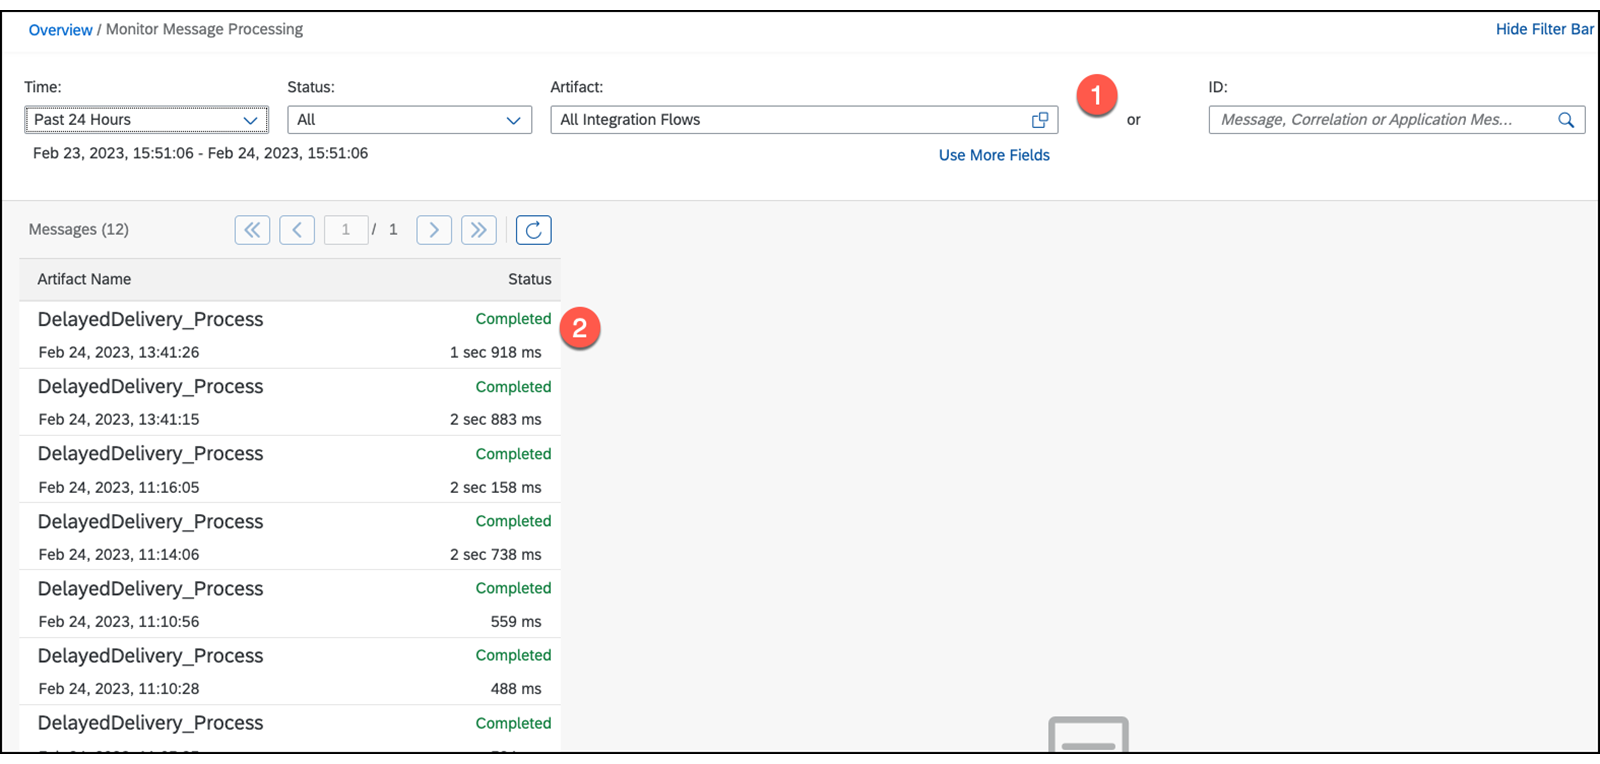 Overview / Monitor Message Processing
Hide Filter Bar
Time:
Status:
Artifact:
1
ID:
Past 24 Hours
All
All Integration Flows
or
Message, Correlation or Application Mes...
Feb 23, 2023, 15:51:06 - Feb 24, 2023, 15:51:06
Use More Fields
Messages (12)
1 / 1
Artifact Name Status
DelayedDelivery_Process Completed
2
Feb 24, 2023, 13:41:26 1 sec 918 ms
DelayedDelivery_Process Completed
Feb 24, 2023, 13:41:15 2 sec 883 ms
DelayedDelivery_Process Completed
Feb 24, 2023, 11:16:05 2 sec 158 ms
DelayedDelivery_Process Completed
Feb 24, 2023, 11:14:06 2 sec 738 ms
DelayedDelivery_Process Completed
Feb 24, 2023, 11:10:56 559 ms
DelayedDelivery_Process Completed
Feb 24, 2023, 11:10:28 488 ms
DelayedDelivery_Process Completed